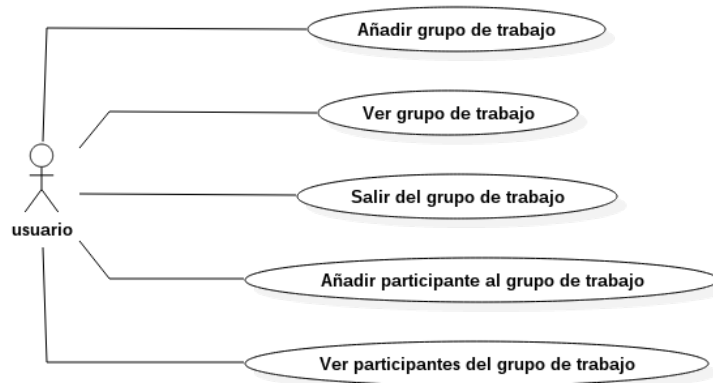 Añadir grupo de trabajo
Ver grupo de trabajo
Salir del grupo de trabajo
usuario
Añadir participante al grupo de trabajo
Ver participantes del grupo de trabajo